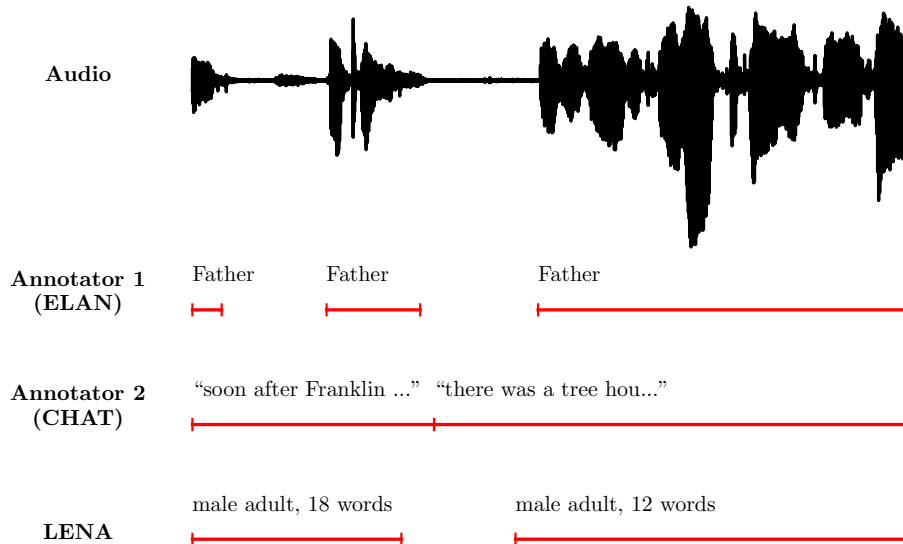 Audio
Annotator 1
(ELAN)
Father Father Father
Annotator 2
(CHAT)
“soon after Franklin ...” “there was a tree hou...”
LENA
male adult, 18 words male adult, 12 words